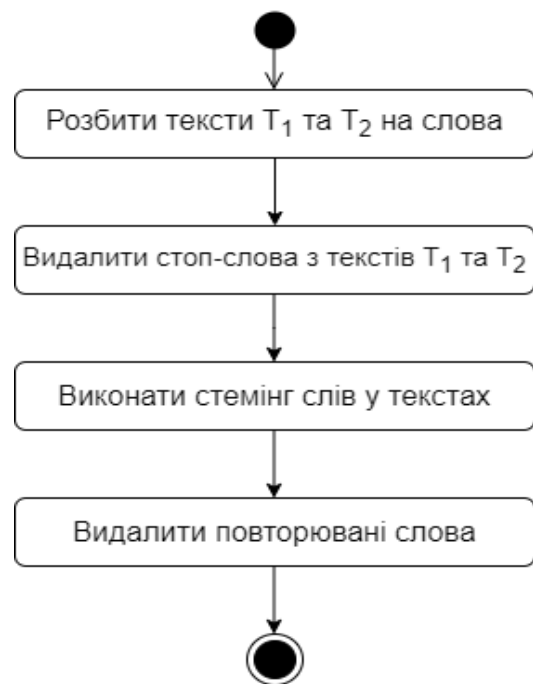 Розбити тексти T₁ та T₂ на слова
Видалити стоп-слова з текстів T₁ та T₂
Виконати стемінг слів у текстах
Видалити повторювані слова